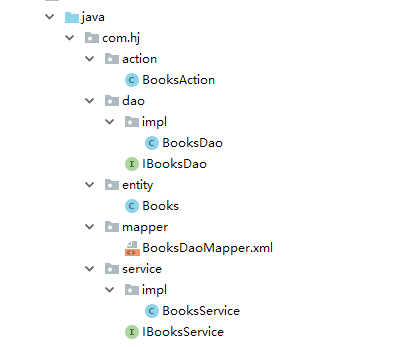 java
com.hj
action
BooksAction
dao
impl
BooksDao
IBooksDao
entity
Books
mapper
BooksDaoMapper.xml
service
impl
BooksService
IBooksService